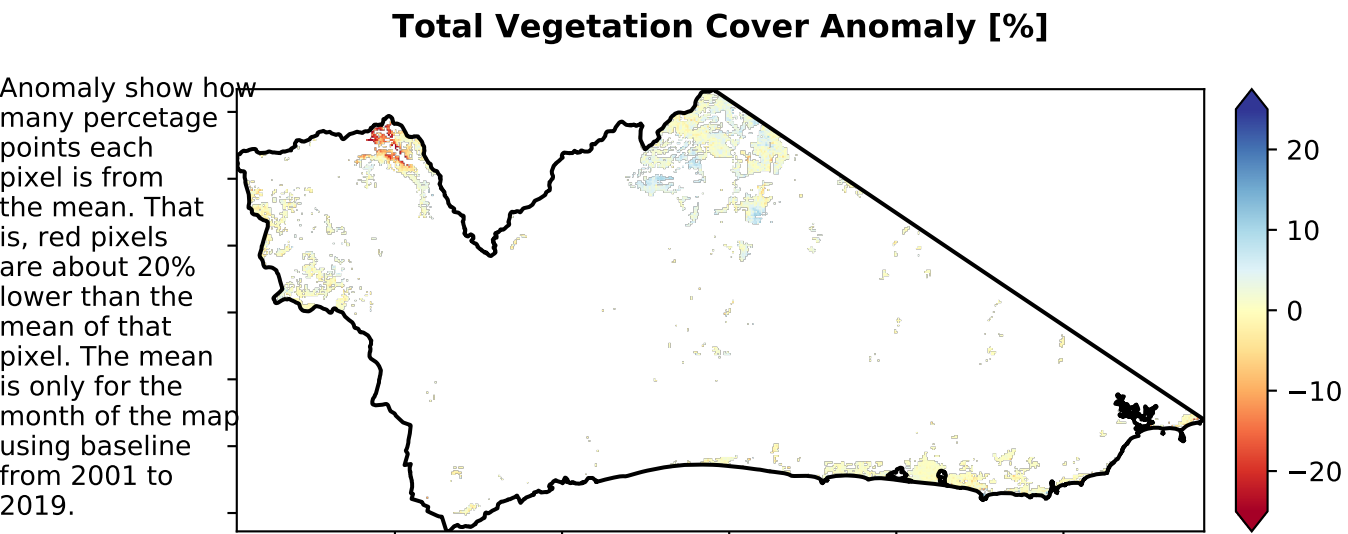 Total Vegetation Cover Anomaly [%]
Anomaly show how
many percetage
points each
pixel is from
the mean. That
is, red pixels
are about 20%
lower than the
mean of that
pixel. The mean
is only for the
month of the map
using baseline
from 2001 to
2019.
20
10
0
−10
−20